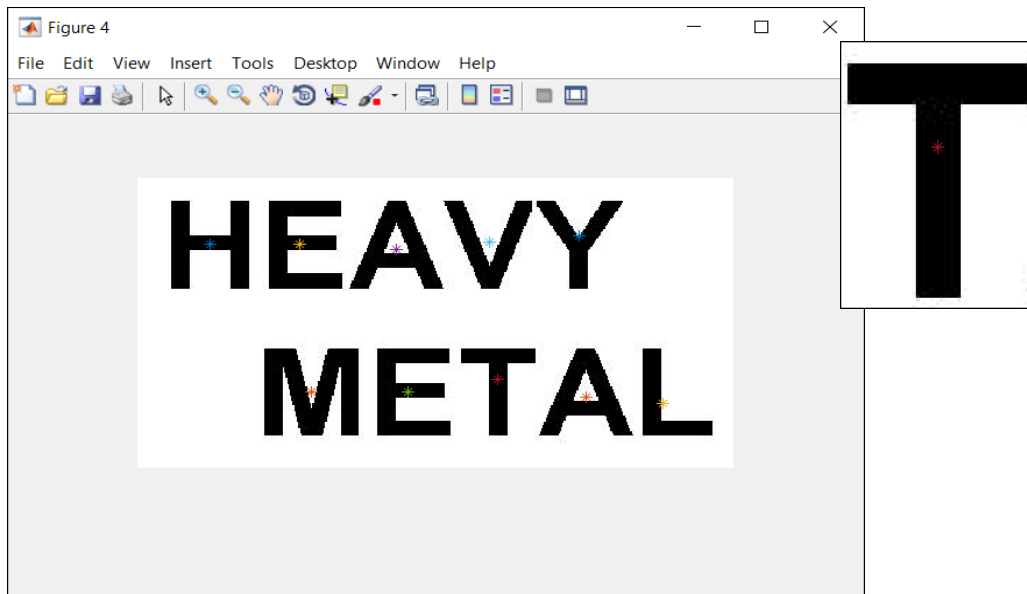 Figure 4
File Edit View Insert Tools Desktop Window Help
HEAVY
METAL
T